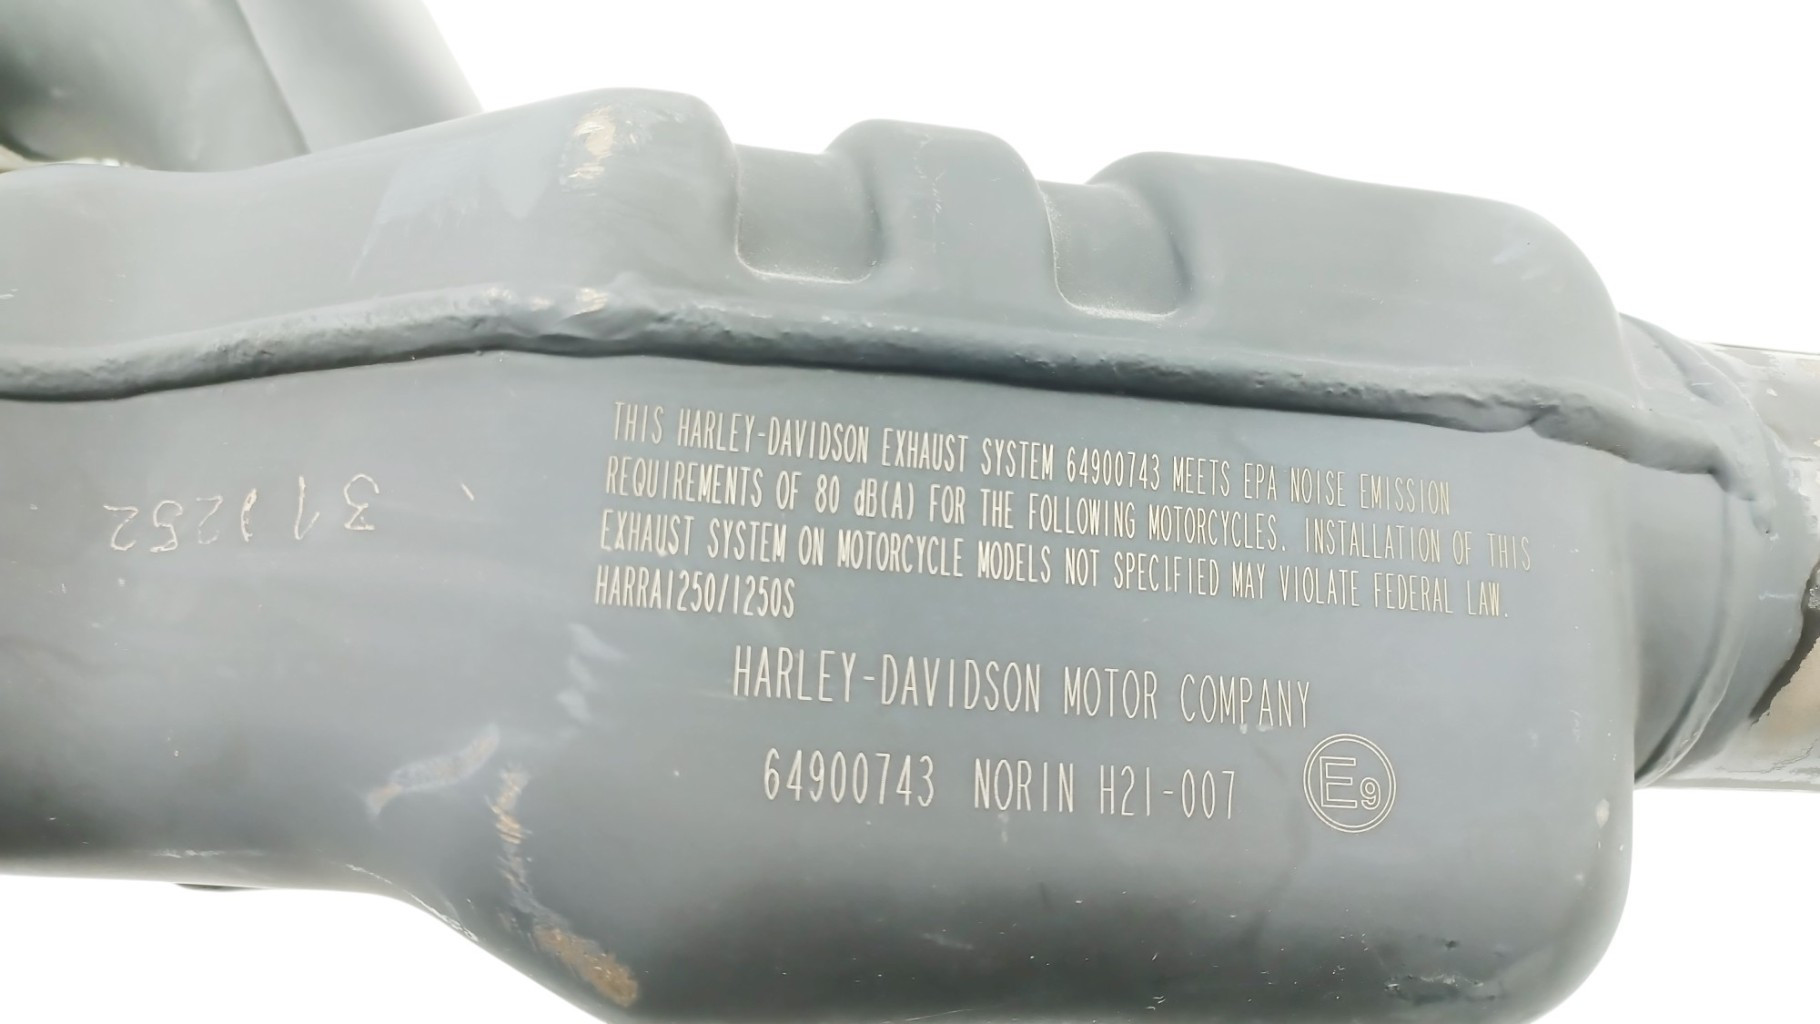 THIS HARLEY-DAVIDSON EXHAUST SYSTEM 64900743 MEETS EPA NOISE EMISSION
REQUIREMENTS OF 80 dB(A) FOR THE FOLLOWING MOTORCYCLES. INSTALLATION OF THIS
EXHAUST SYSTEM ON MOTORCYCLE MODELS NOT SPECIFIED MAY VIOLATE FEDERAL LAW.
HARRA1250/1250S
HARLEY-DAVIDSON MOTOR COMPANY
64900743 NORIN H21-007 E9